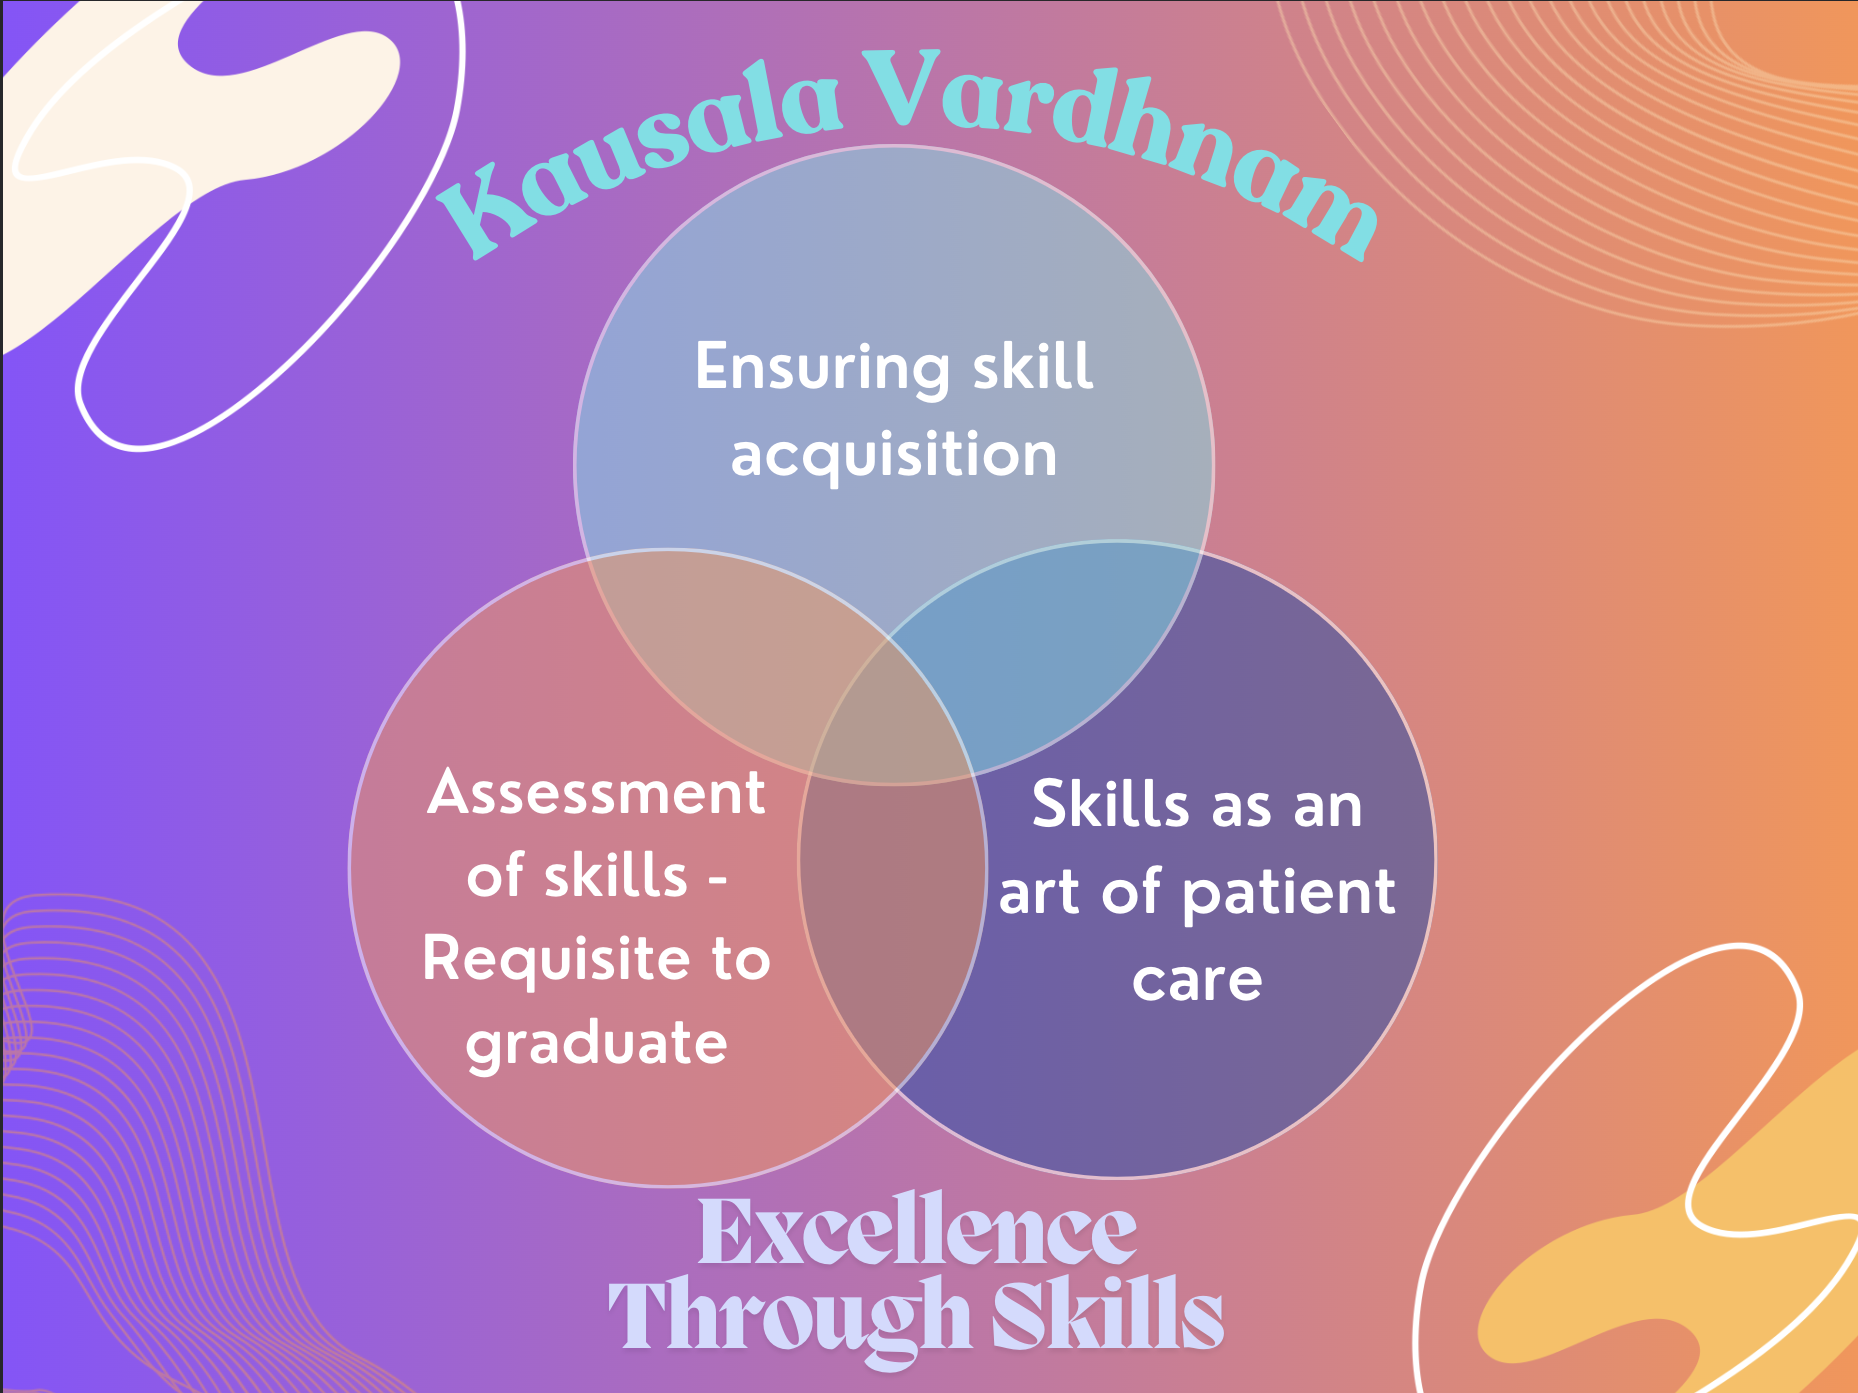 Kausala Vardhnam
Ensuring skill
acquisition
Assessment
of skills -
Requisite to
graduate
Skills as an
art of patient
care
Excellence
Through Skills